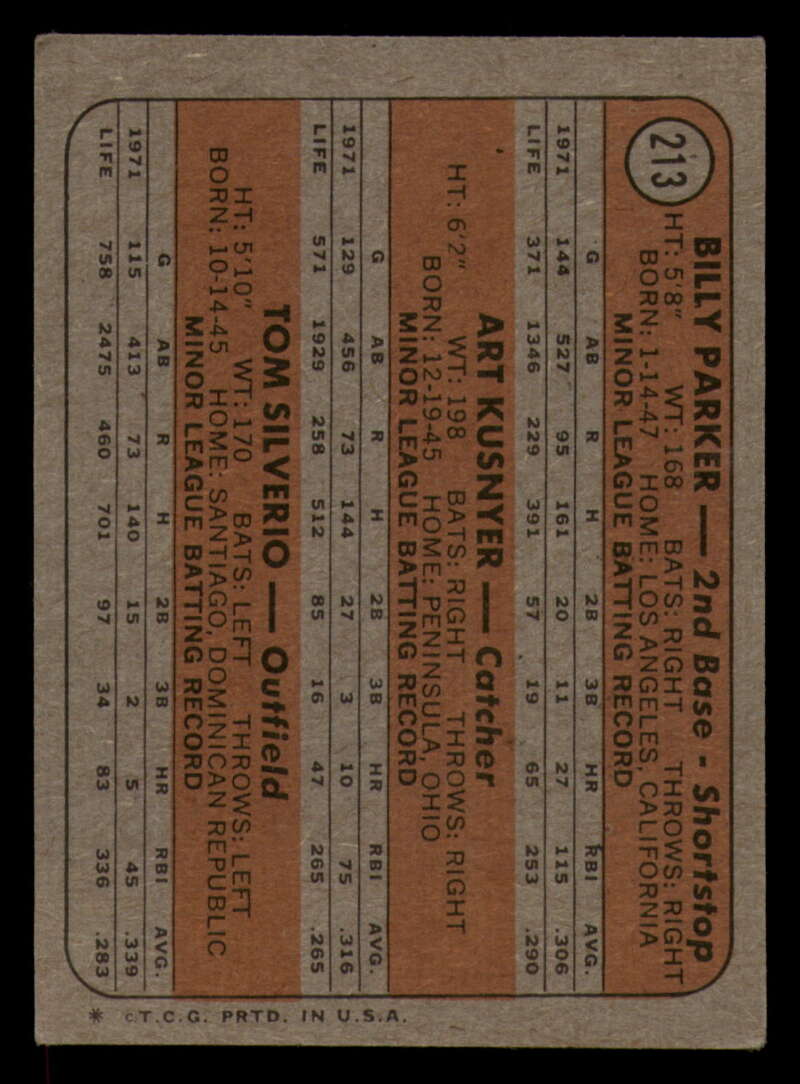 213
BILLY PARKER — 2nd Base - Shortstop
HT: 5'8" WT: 168 BATS: RIGHT THROWS: RIGHT
BORN: 1-14-47 HOME: LOS ANGELES, CALIFORNIA
MINOR LEAGUE BATTING RECORD
G AB R H 2B 3B HR RBI AVG.
1971 144 527 95 161 20 11 27 115 .306
LIFE 371 1346 229 391 57 19 65 253 .290
ART KUSNYER — Catcher
HT: 6'2" WT: 198 BATS: RIGHT THROWS: RIGHT
BORN: 12-19-45 HOME: PENINSULA, OHIO
MINOR LEAGUE BATTING RECORD
G AB R H 2B 3B HR RBI AVG.
1971 129 456 73 144 27 3 10 75 .316
LIFE 571 1929 258 512 85 16 47 265 .265
TOM SILVERIO — Outfield
HT: 5'10" WT: 170 BATS: LEFT THROWS: LEFT
BORN: 10-14-45 HOME: SANTIAGO, DOMINICAN REPUBLIC
MINOR LEAGUE BATTING RECORD
G AB R H 2B 3B HR RBI AVG.
1971 115 413 73 140 15 2 5 45 .339
LIFE 758 2475 460 701 97 34 83 336 .283
* ©T.C.G. PRTD. IN U.S.A.